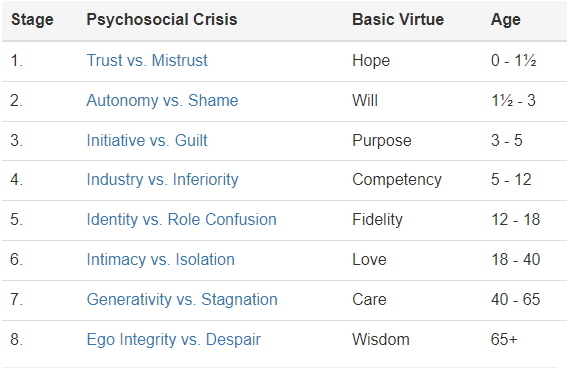 Stage Psychosocial Crisis Basic Virtue Age
1. Trust vs. Mistrust Hope 0 - 1½
2. Autonomy vs. Shame Will 1½ - 3
3. Initiative vs. Guilt Purpose 3 - 5
4. Industry vs. Inferiority Competency 5 - 12
5. Identity vs. Role Confusion Fidelity 12 - 18
6. Intimacy vs. Isolation Love 18 - 40
7. Generativity vs. Stagnation Care 40 - 65
8. Ego Integrity vs. Despair Wisdom 65+